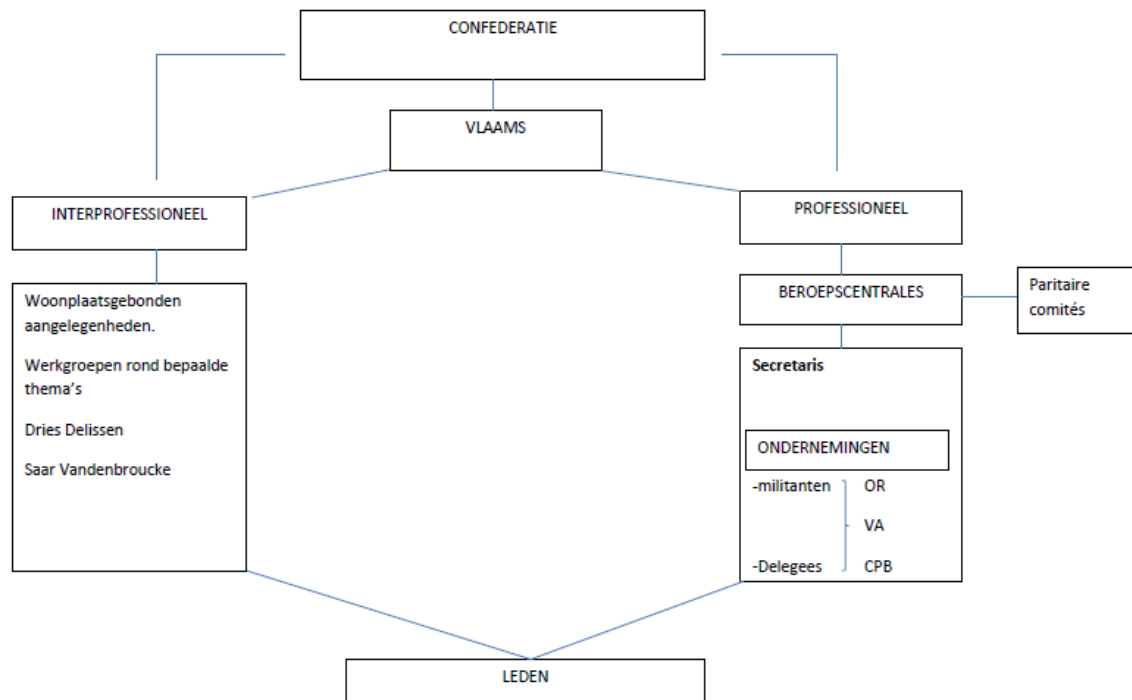 CONFEDERATIE
VLAAMS
INTERPROFESSIONEEL
PROFESSIONEEL
Woonplaatsgebonden
aangelegenheden.
Werkgroepen rond bepaalde
thema's
Dries Delissen
Saar Vandenbroucke
BEROEPSCENTRALES
Paritaire
comités
Secretaris
ONDERNEMINGEN
-militanten OR
VA
-Delegees CPB
LEDEN